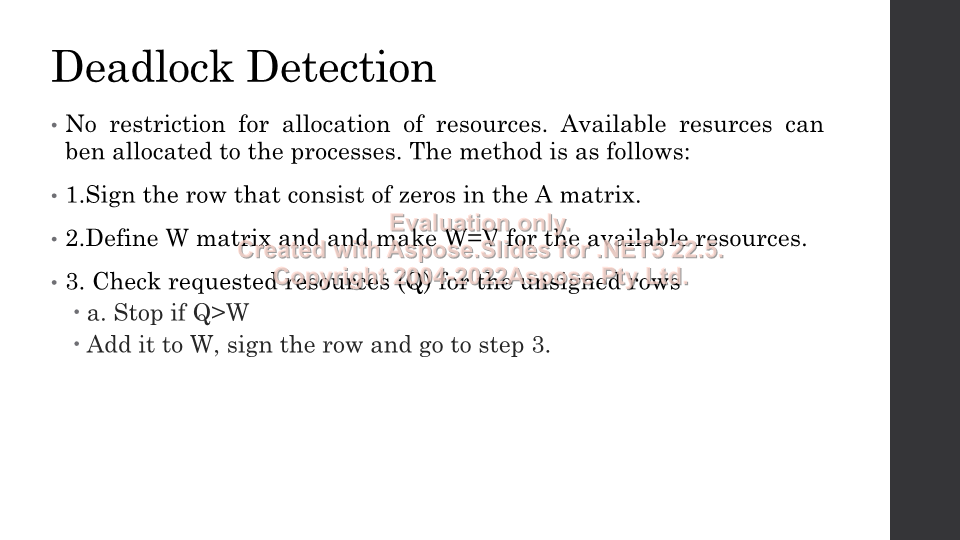 Deadlock Detection
• No restriction for allocation of resources. Available resurces can
ben allocated to the processes. The method is as follows:
• 1.Sign the row that consist of zeros in the A matrix.
• 2.Define W matrix and and make W=V for the available resources.
• 3. Check requested resources (Q) for the unsigned rows
• a. Stop if Q>W
• Add it to W, sign the row and go to step 3.
Evaluation only.
Created with Aspose.Slides for .NET5 22.5.
Copyright 2004-2022Aspose Pty Ltd.